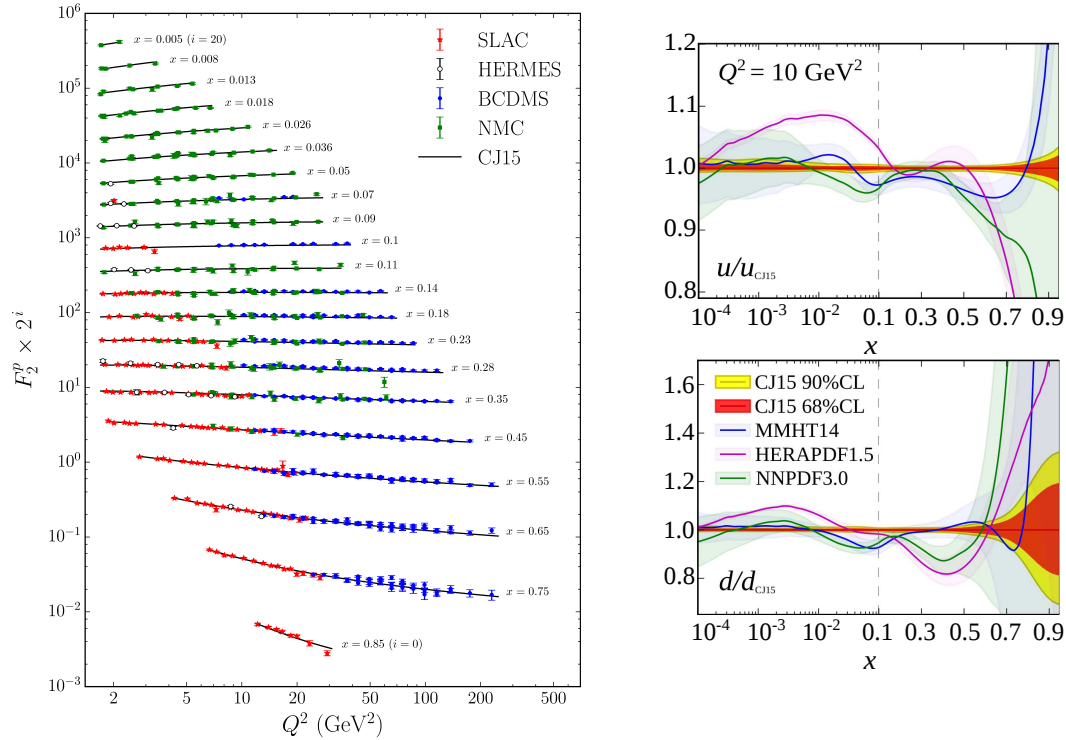 10^6
10^5
10^4
10^3
10^2
10^1
10^0
10^−1
10^−2
10^−3
F_2^p × 2^i
x = 0.005 (i = 20)
x = 0.008
x = 0.013
x = 0.018
x = 0.026
x = 0.036
x = 0.05
x = 0.07
x = 0.09
x = 0.1
x = 0.11
x = 0.14
x = 0.18
x = 0.23
x = 0.28
x = 0.35
x = 0.45
x = 0.55
x = 0.65
x = 0.75
x = 0.85 (i = 0)
SLAC
HERMES
BCDMS
NMC
CJ15
2 5 10 20 50 100 200 500
Q^2 (GeV^2)
1.2
1.1
1.0
0.9
0.8
Q^2 = 10 GeV^2
u/u_CJ15
10^-4 10^-3 10^-2 0.1 0.3 0.5 0.7 0.9
x
1.6
1.4
1.2
1.0
0.8
CJ15 90%CL
CJ15 68%CL
MMHT14
HERAPDF1.5
NNPDF3.0
d/d_CJ15
10^-4 10^-3 10^-2 0.1 0.3 0.5 0.7 0.9
x